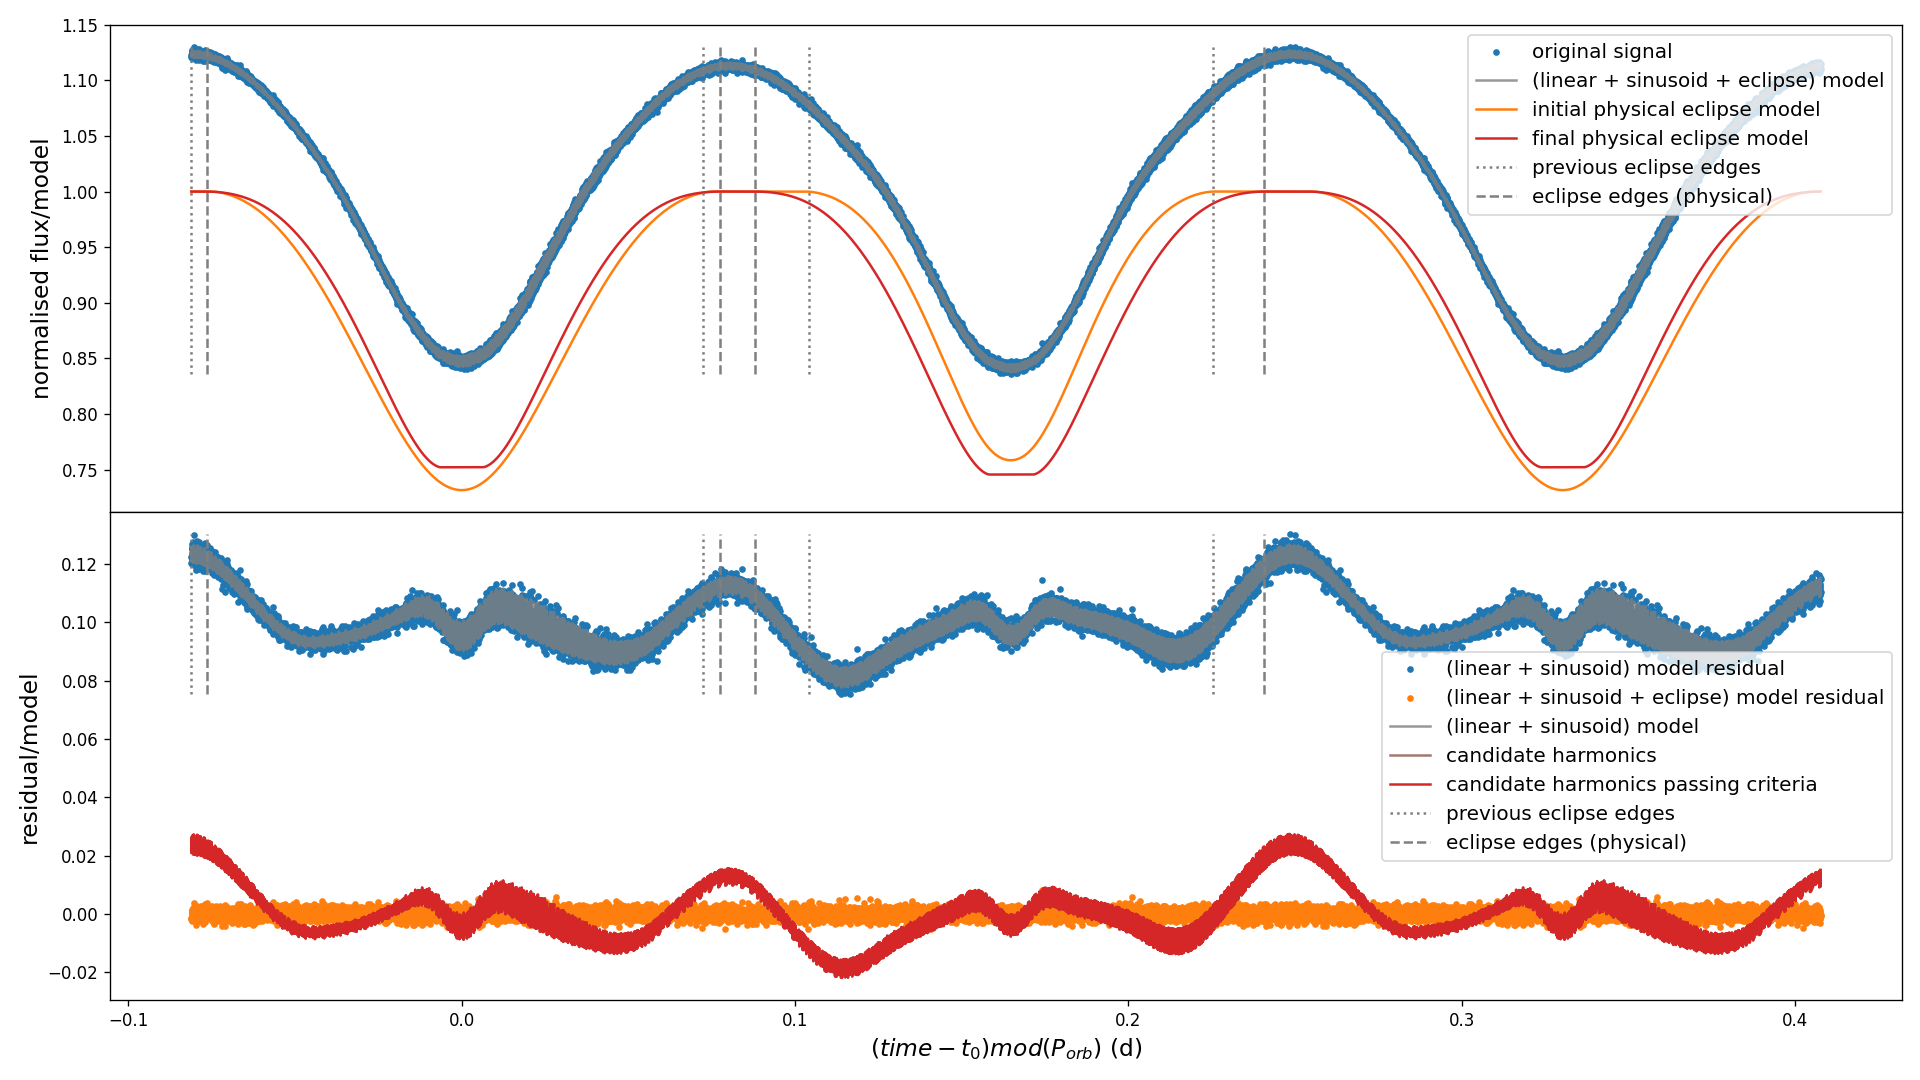 1.15
1.10
1.05
1.00
0.95
0.90
0.85
0.80
0.75
normalised flux/model
original signal
(linear + sinusoid + eclipse) model
initial physical eclipse model
final physical eclipse model
previous eclipse edges
eclipse edges (physical)
0.12
0.10
0.08
0.06
0.04
0.02
0.00
−0.02
residual/model
(linear + sinusoid) model residual
(linear + sinusoid + eclipse) model residual
(linear + sinusoid) model
candidate harmonics
candidate harmonics passing criteria
previous eclipse edges
eclipse edges (physical)
−0.1 0.0 0.1 0.2 0.3 0.4
(time − t₀)mod(P_orb) (d)